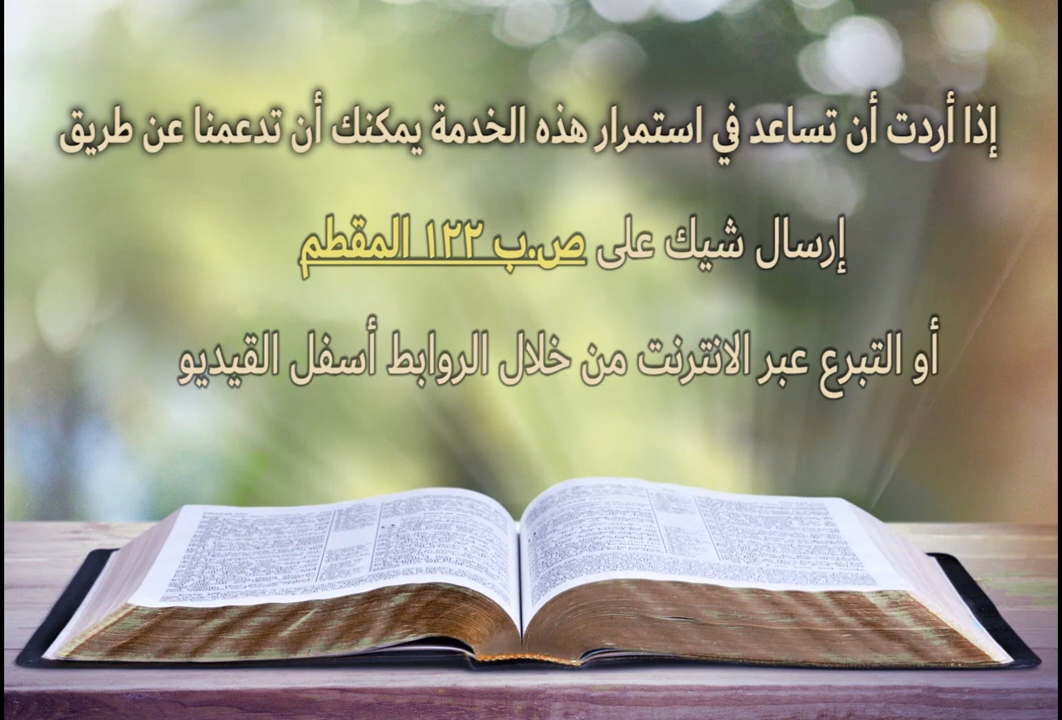 إذا أردت أن تساعد في استمرار هذه الخدمة يمكنك أن تدعمنا عن طريق
إرسال شيك على ص.ب ١٢٢ المقطم
أو التبرع عبر الانترنت من خلال الروابط أسفل القيديو